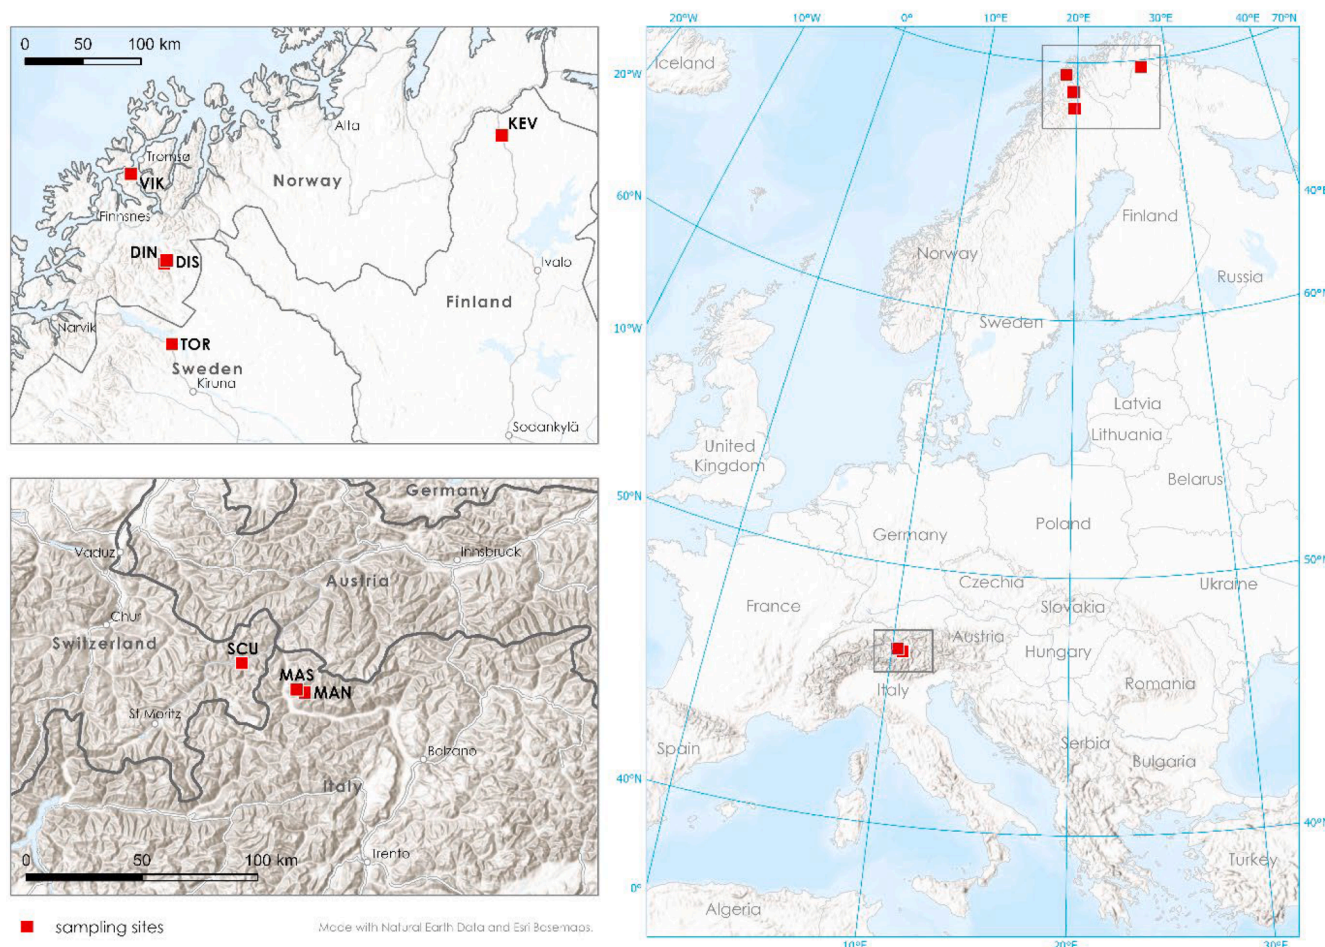 0 50 100 km
Alta
KEV
Tromsø
VIK
Norway
Finnsnes
DIN
DIS
Ivalo
Finland
Narvik
TOR
Sweden
Kiruna
Sodankylä
Germany
Vaduz
Innsbruck
Austria
Chur
Switzerland
SCU
MAS
MAN
St Moritz
Bolzano
Italy
0 50 100 km
Trento
sampling sites
Made with Natural Earth Data and Esri Basemaps.
20°W 10°W 0° 10°E 20°E 30°E 40°E 70°N
Iceland
20°W
40°E
60°N
Finland
Norway
Russia
60°N
10°W
Sweden
Latvia
Lithuania
United
Kingdom
Belarus
50°N
Poland
Germany
50°N
Czechia
Ukraine
France
Slovakia
Austria
Hungary
Romania
Italy
Serbia
Spain
Bulgaria
40°N
40°N
Turkey
0°
Algeria
10°E 20°E 30°E